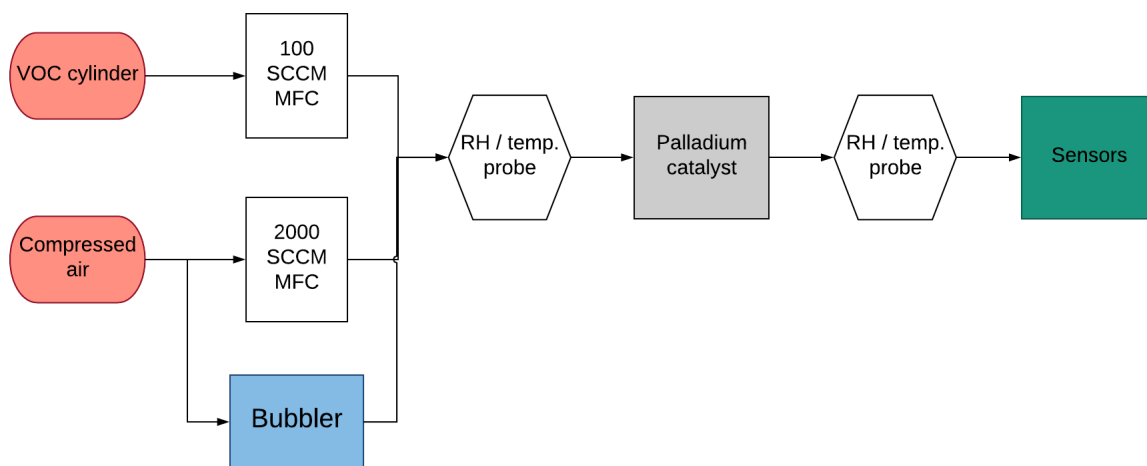 VOC cylinder
100
SCCM
MFC
RH / temp.
probe
Palladium
catalyst
RH / temp.
probe
Sensors
Compressed
air
2000
SCCM
MFC
Bubbler